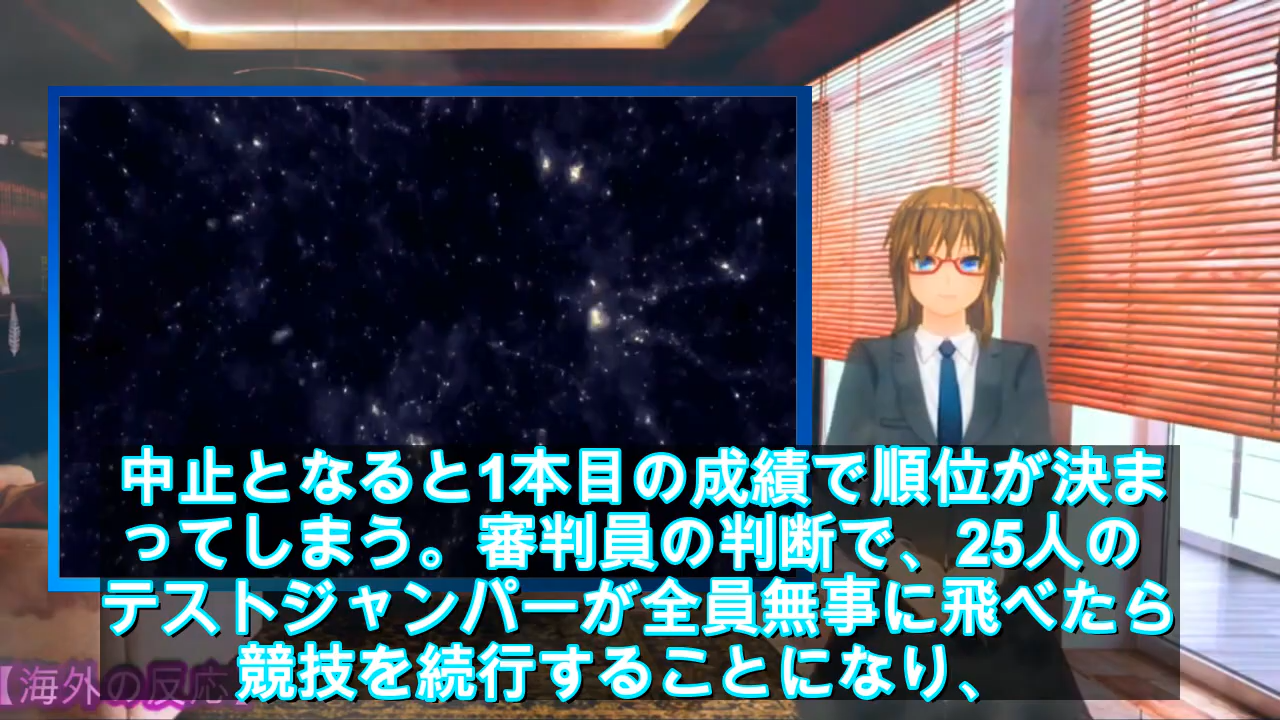 中止となると1本目の成績で順位が決ま
ってしまう。審判員の判断で、25人の
テストジャンパーが全員無事に飛べたら
競技を続行することになり、
【海外の反応